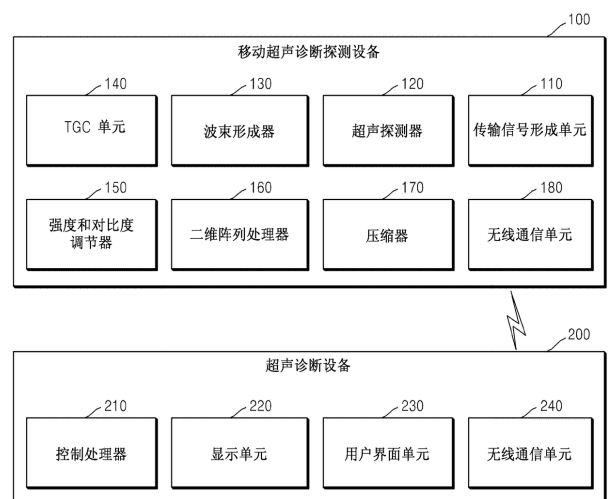 100
移动超声诊断探测设备
140
130
120
110
TGC 单元
波束形成器
超声探测器
传输信号形成单元
150
160
170
180
强度和对比度
调节器
二维阵列处理器
压缩器
无线通信单元
200
超声诊断设备
210
220
230
240
控制处理器
显示单元
用户界面单元
无线通信单元